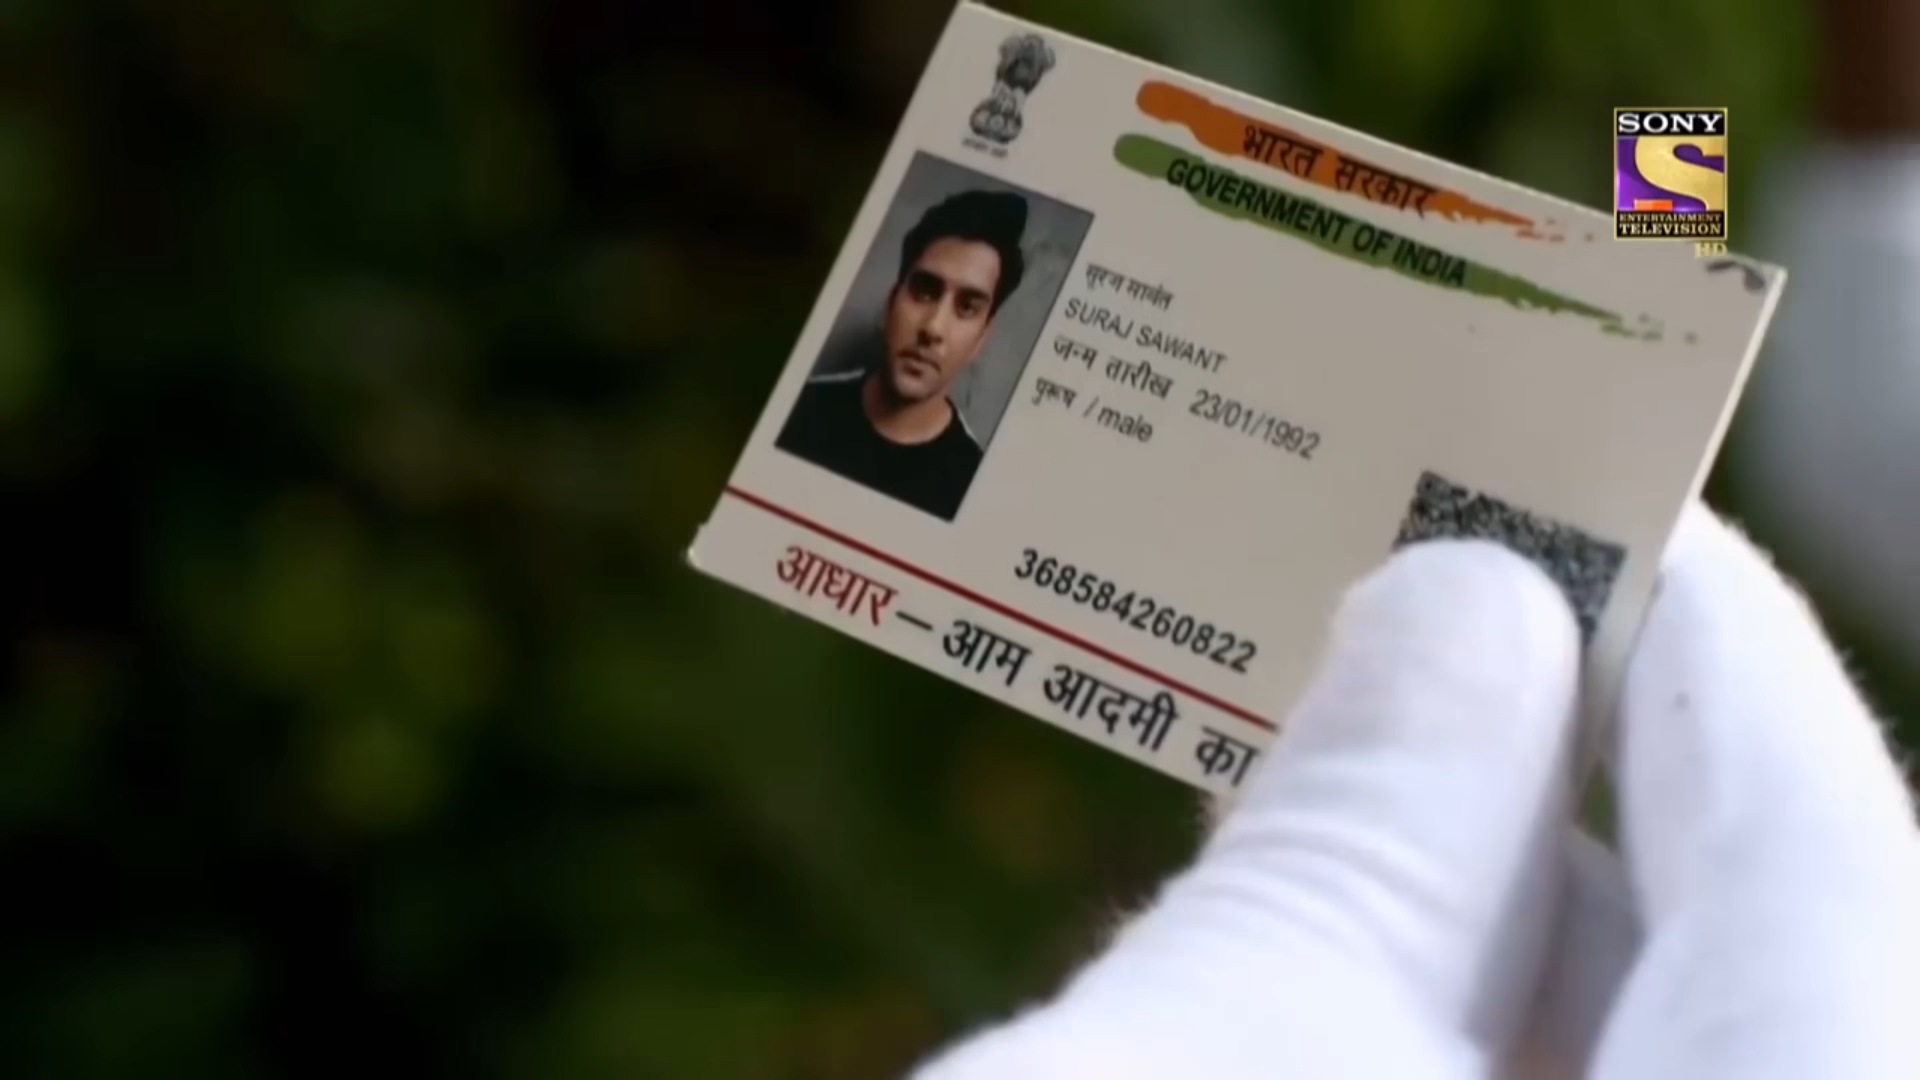 SONY
ENTERTAINMENT
TELEVISION
HD
भारत सरकार
GOVERNMENT OF INDIA
सूरज सावंत
SURAJ SAWANT
जन्म तारीख 23/01/1992
पुरूष / male
368584260822
आधार – आम आदमी का